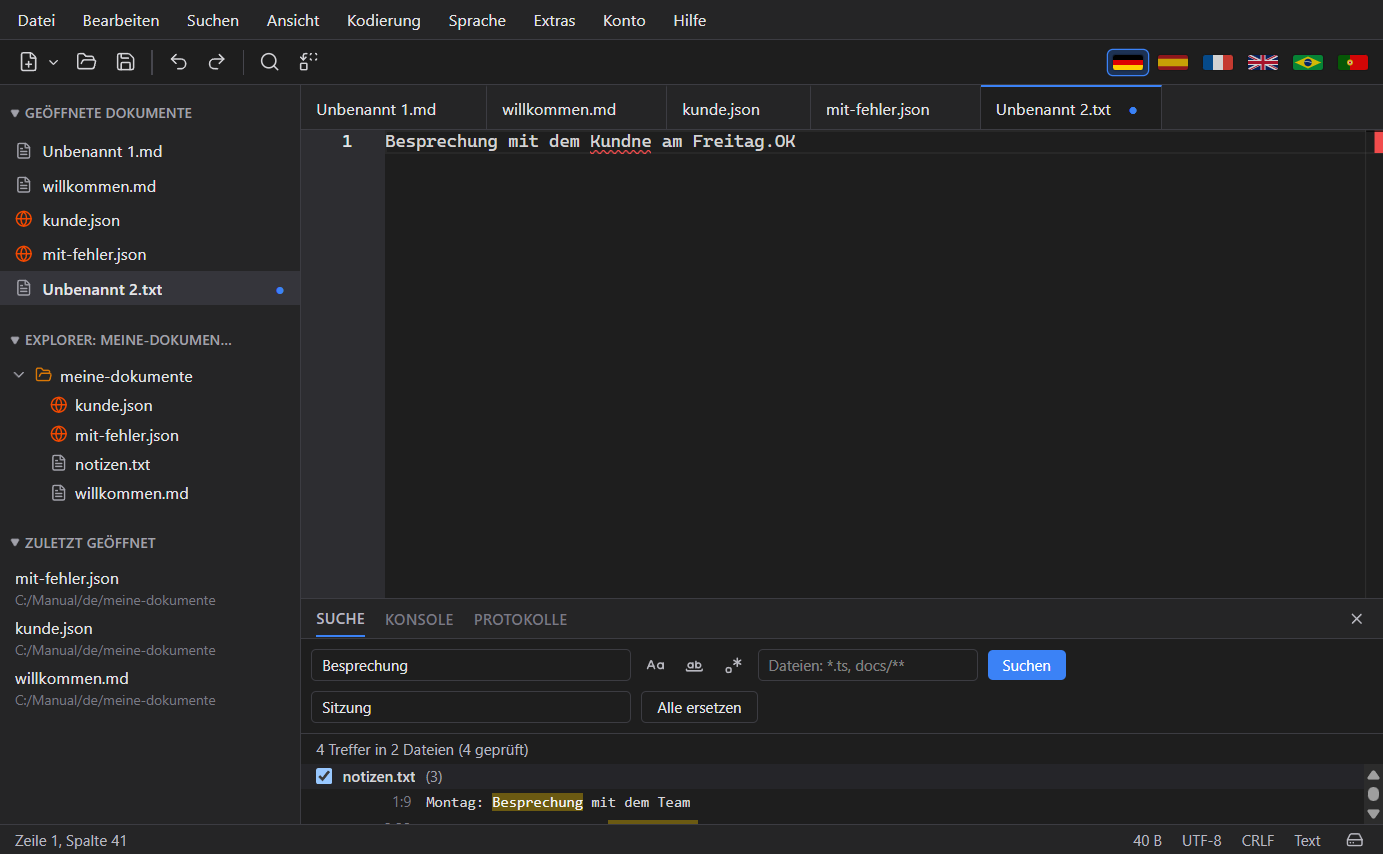 Datei Bearbeiten Suchen Ansicht Kodierung Sprache Extras Konto Hilfe
GEÖFFNETE DOKUMENTE
Unbenannt 1.md
willkommen.md
kunde.json
mit-fehler.json
Unbenannt 2.txt
EXPLORER: MEINE-DOKUMEN...
meine-dokumente
kunde.json
mit-fehler.json
notizen.txt
willkommen.md
ZULETZT GEÖFFNET
mit-fehler.json
C:/Manual/de/meine-dokumente
kunde.json
C:/Manual/de/meine-dokumente
willkommen.md
C:/Manual/de/meine-dokumente
Unbenannt 1.md willkommen.md kunde.json mit-fehler.json Unbenannt 2.txt
1 Besprechung mit dem Kundne am Freitag.OK
SUCHE KONSOLE PROTOKOLLE
Besprechung Aa ab .* Dateien: *.ts, docs/** Suchen
Sitzung Alle ersetzen
4 Treffer in 2 Dateien (4 geprüft)
notizen.txt (3)
1:9 Montag: Besprechung mit dem Team
Zeile 1, Spalte 41 40 B UTF-8 CRLF Text